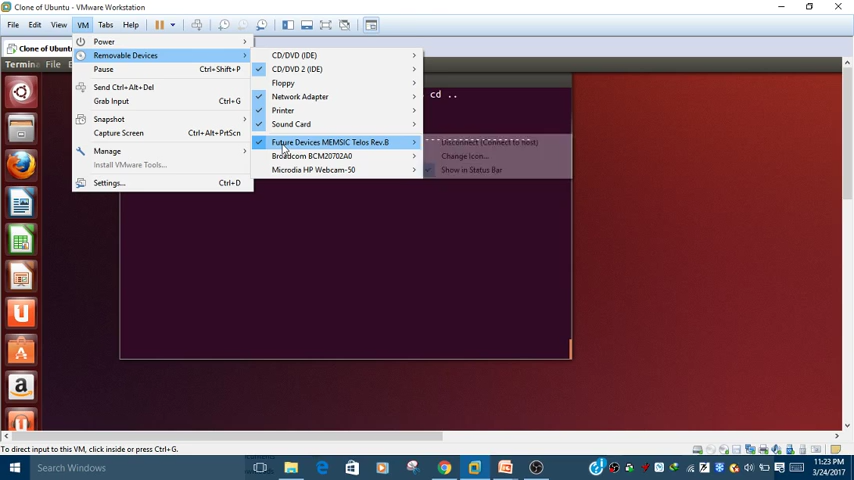 Clone of Ubuntu - VMware Workstation
File Edit View VM Tabs Help
Clone of Ubuntu
Power
Removable Devices
Pause Ctrl+Shift+P
Send Ctrl+Alt+Del
Grab Input Ctrl+G
Snapshot
Capture Screen Ctrl+Alt+PrtScn
Manage
Install VMware Tools...
Settings... Ctrl+D
CD/DVD (IDE)
CD/DVD 2 (IDE)
Floppy
Network Adapter
Printer
Sound Card
Future Devices MEMSIC Telos Rev.B
Broadcom BCM20702A0
Microdia HP Webcam-50
Disconnect (Connect to host)
Change Icon...
Show in Status Bar
File
cd ..
To direct input to this VM, click inside or press Ctrl+G.
Search Windows
11:23 PM
3/24/2017